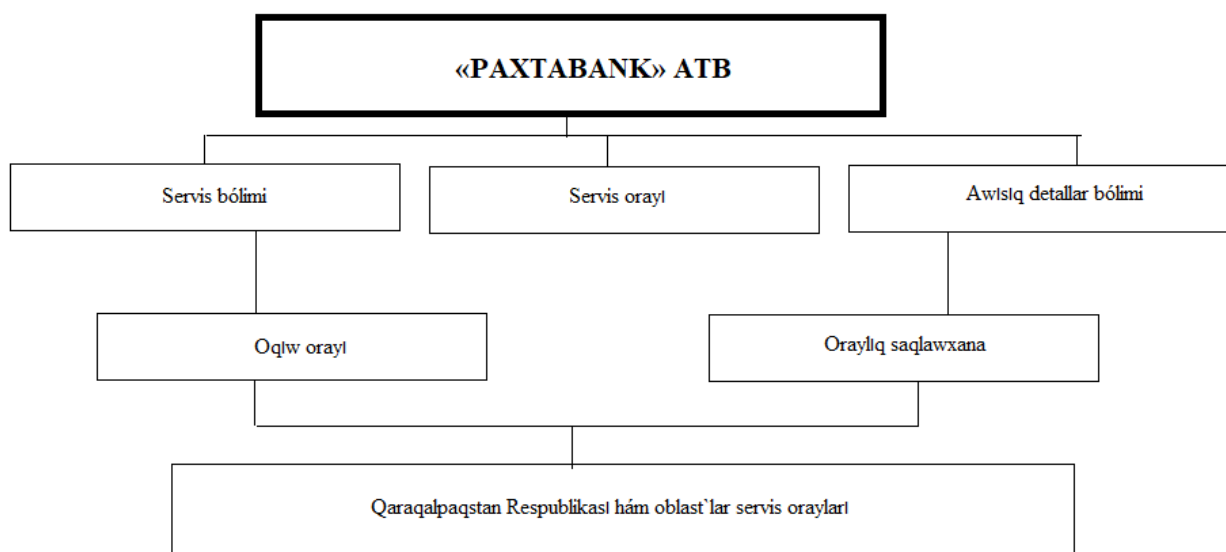 «PAXTABANK» ATB
Servis bólimi
Servis orayı
Awısıq detallar bólimi
Oqıw orayı
Oraylıq saqlawxana
Qaraqalpaqstan Respublikası hám oblast`lar servis orayları